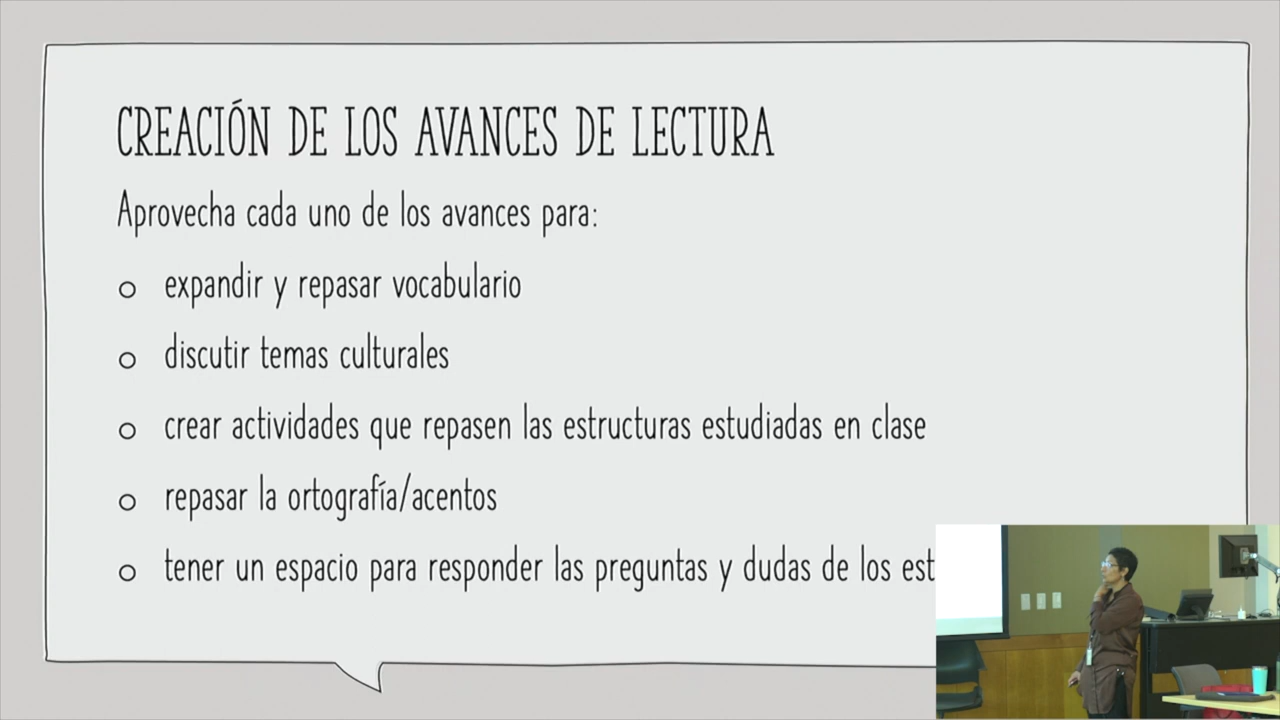 CREACIÓN DE LOS AVANCES DE LECTURA
Aprovecha cada uno de los avances para:
o expandir y repasar vocabulario
o discutir temas culturales
o crear actividades que repasen las estructuras estudiadas en clase
o repasar la ortografía/acentos
o tener un espacio para responder las preguntas y dudas de los